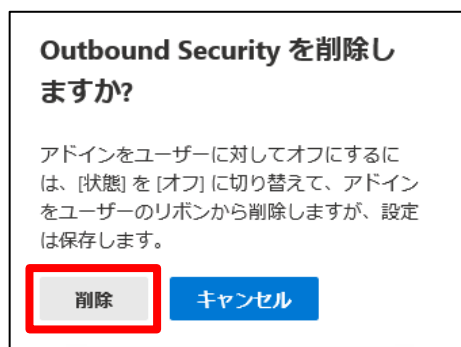 Outbound Security を削除し
ますか?
アドインをユーザーに対してオフにするに
は、[状態] を [オフ] に切り替えて、アドイン
をユーザーのリボンから削除しますが、設定
は保存します。
削除
キャンセル